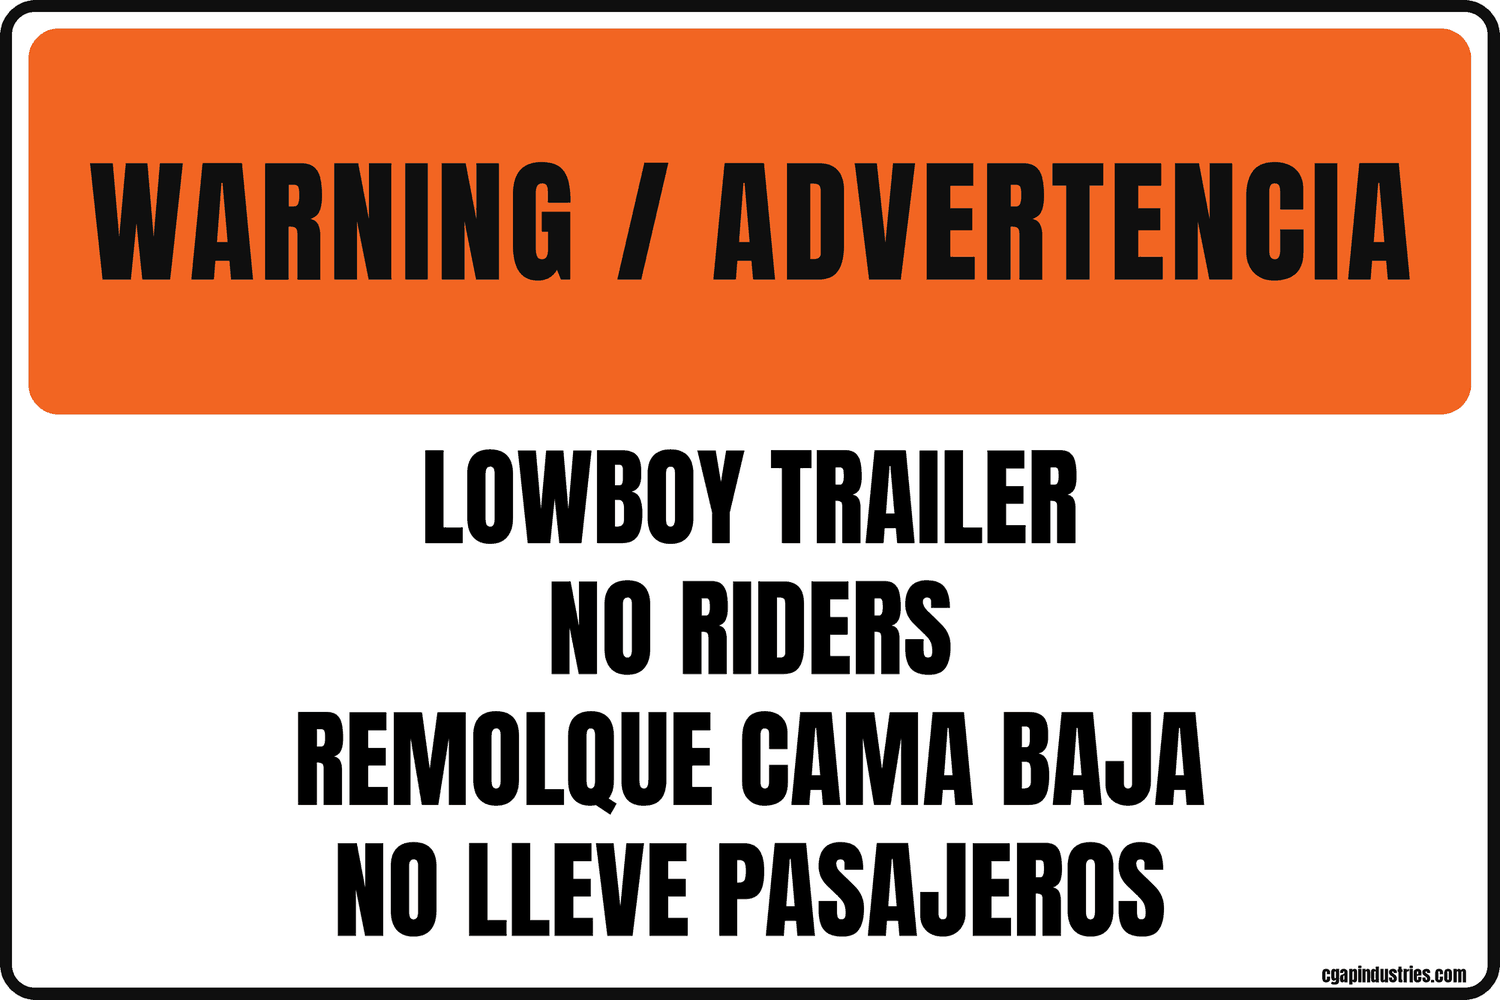 WARNING / ADVERTENCIA
LOWBOY TRAILER
NO RIDERS
REMOLQUE CAMA BAJA
NO LLEVE PASAJEROS
cgapindustries.com